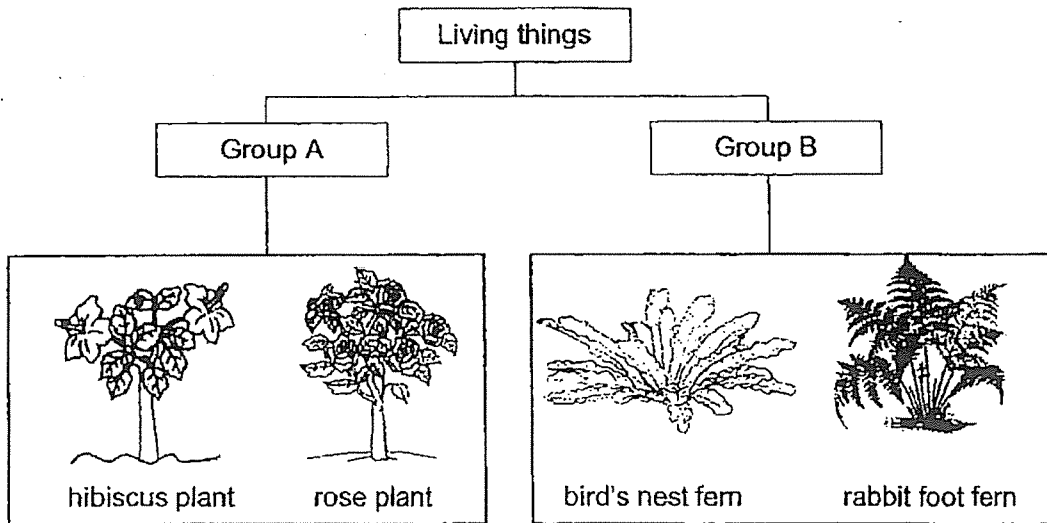 Living things
Group A
Group B
hibiscus plant
rose plant
bird's nest fern
rabbit foot fern